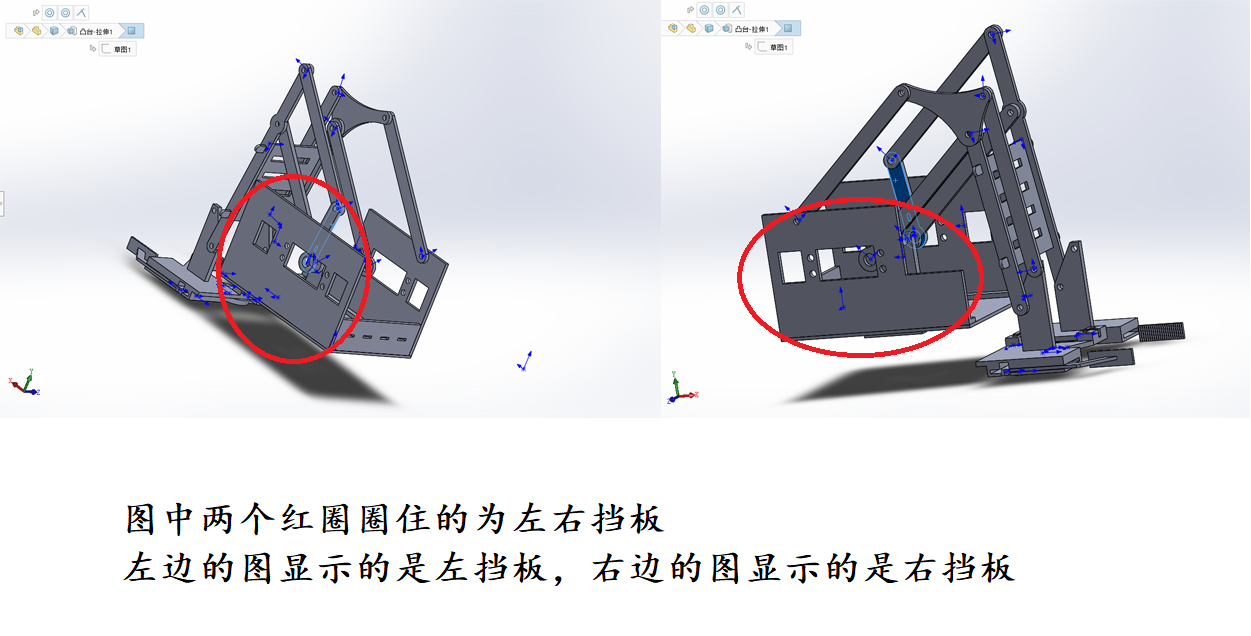 凸台-拉伸1
草图1
凸台-拉伸1
草图1
图中两个红圈圈住的为左右挡板
左边的图显示的是左挡板，右边的图显示的是右挡板